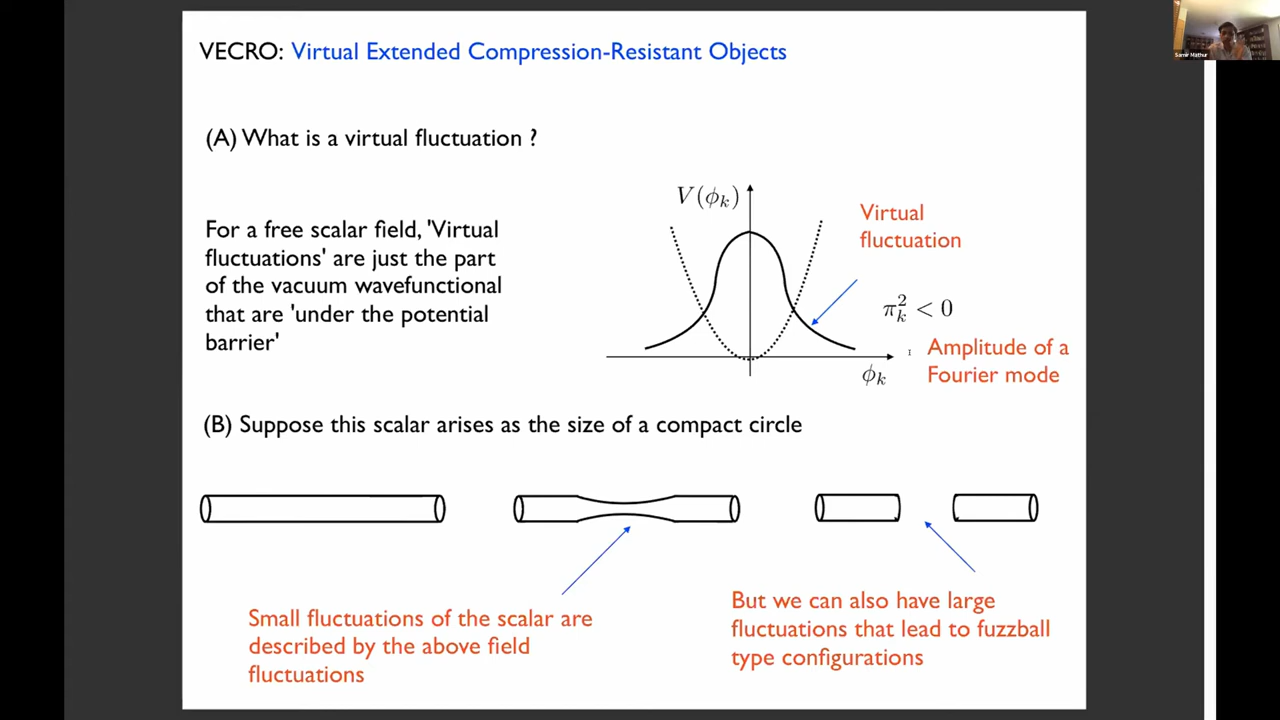 VECRO: Virtual Extended Compression-Resistant Objects
Samir Mathur
(A) What is a virtual fluctuation ?
For a free scalar field, 'Virtual
fluctuations' are just the part
of the vacuum wavefunctional
that are 'under the potential
barrier'
V(ϕ_k)
Virtual
fluctuation
π_k^2 < 0
Amplitude of a
Fourier mode
ϕ_k
(B) Suppose this scalar arises as the size of a compact circle
Small fluctuations of the scalar are
described by the above field
fluctuations
But we can also have large
fluctuations that lead to fuzzball
type configurations